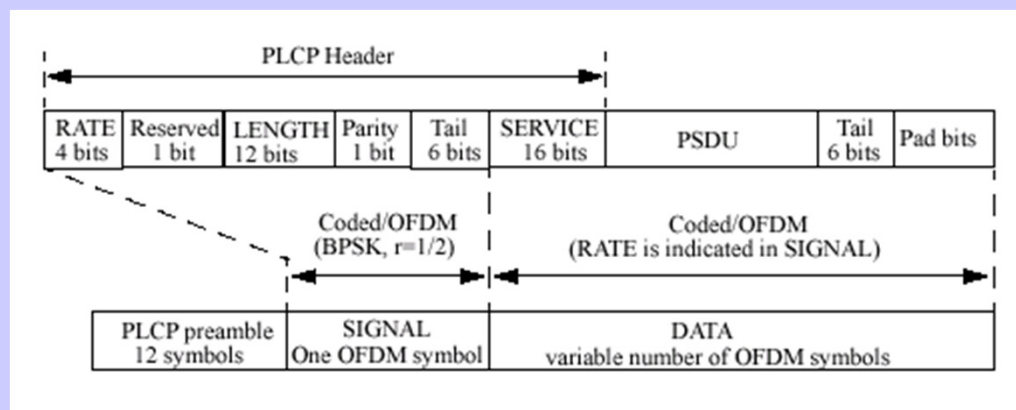 PLCP Header
RATE Reserved LENGTH Parity Tail SERVICE PSDU Tail Pad bits
4 bits 1 bit 12 bits 1 bit 6 bits 16 bits 6 bits
Coded/OFDM
(BPSK, r=1/2)
Coded/OFDM
(RATE is indicated in SIGNAL)
PLCP preamble
12 symbols
SIGNAL
One OFDM symbol
DATA
variable number of OFDM symbols